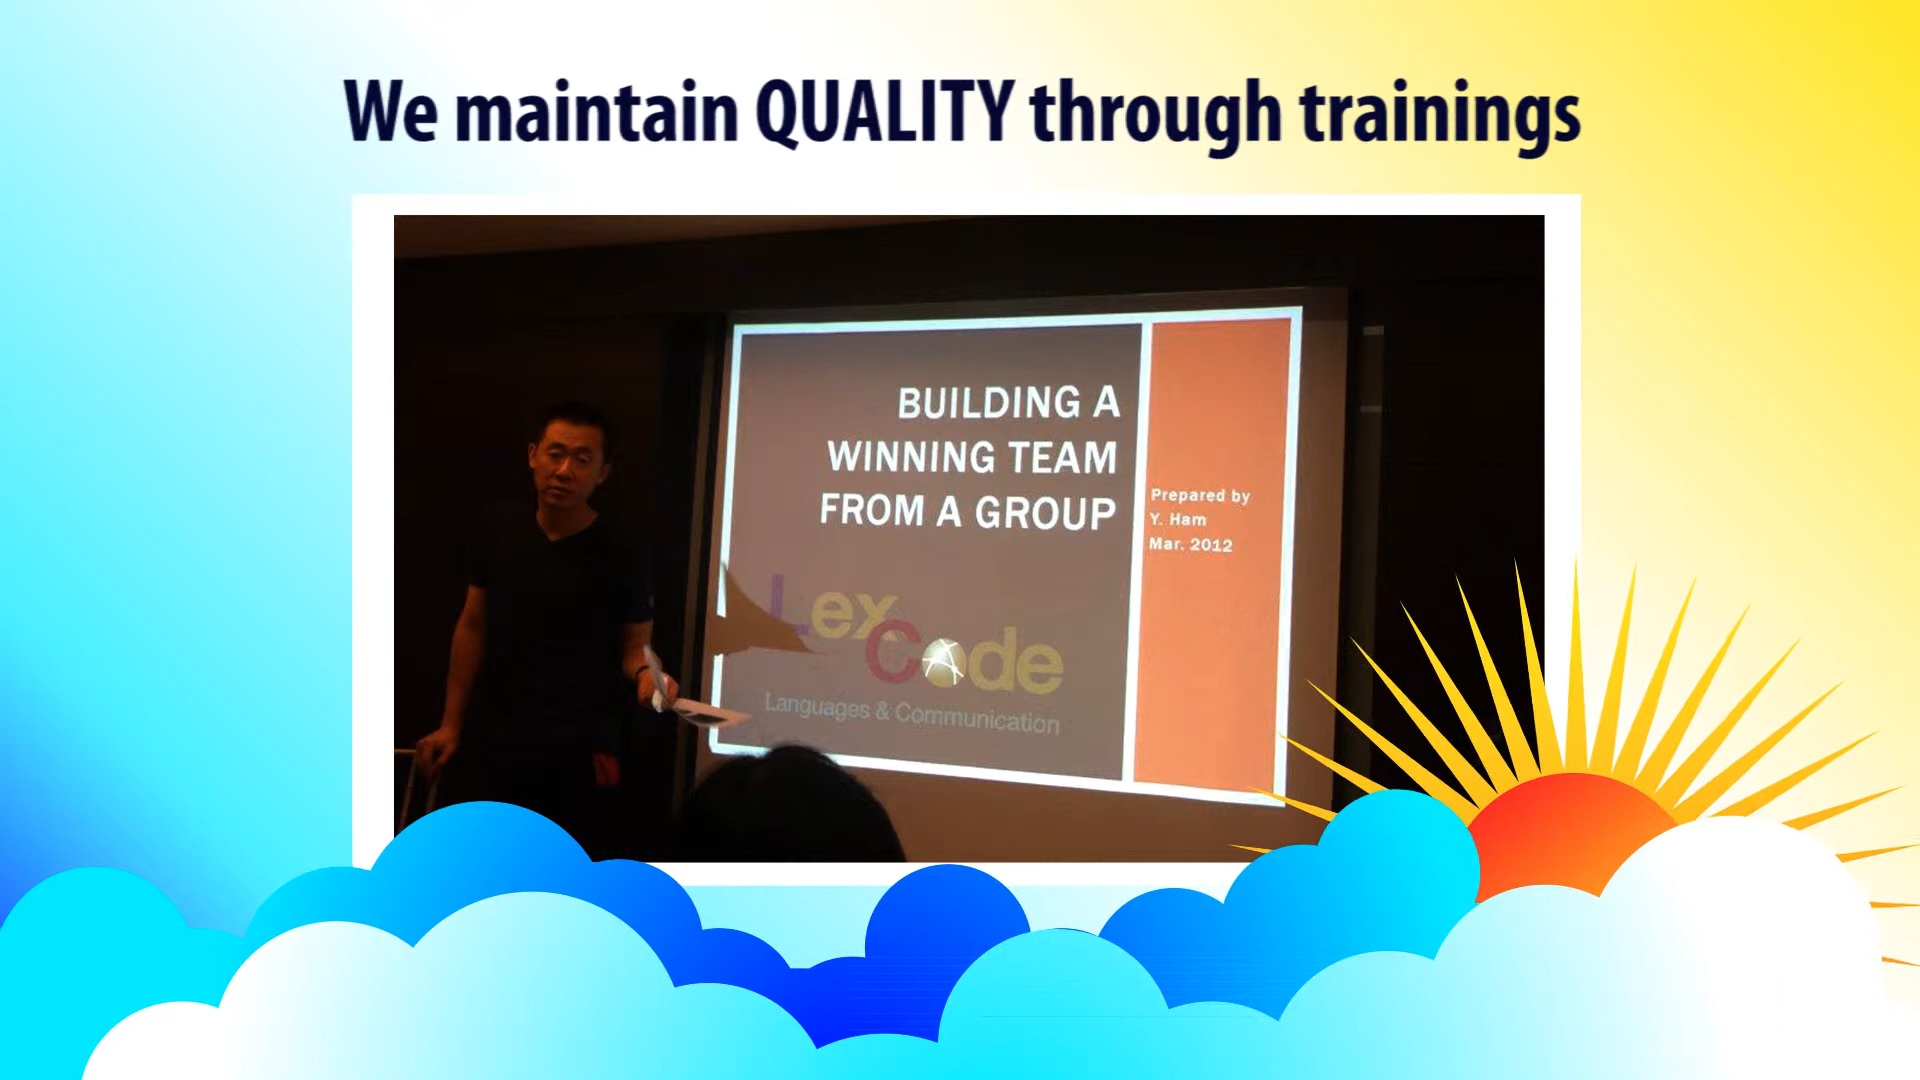 We maintain QUALITY through trainings
BUILDING A
WINNING TEAM
FROM A GROUP
Prepared by
Y. Ham
Mar. 2012
LexCode
Languages & Communication